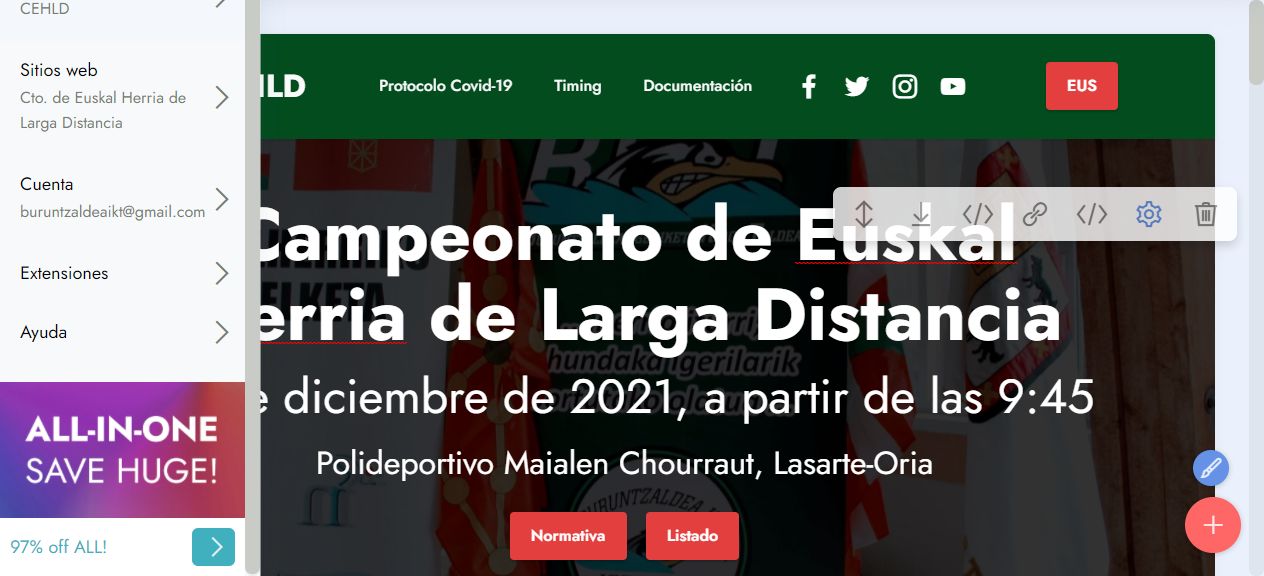 CEHLD
Sitios web
Cto. de Euskal Herria de
Larga Distancia
Cuenta
buruntzaldeaikt@gmail.com
Extensiones
Ayuda
ALL-IN-ONE
SAVE HUGE!
97% off ALL!
HLD
Protocolo Covid-19
Timing
Documentación
EUS
Campeonato de Euskal
erria de Larga Distancia
e diciembre de 2021, a partir de las 9:45
Polideportivo Maialen Chourraut, Lasarte-Oria
Normativa
Listado
hundakaigerilarik
BURUNTZALDEA